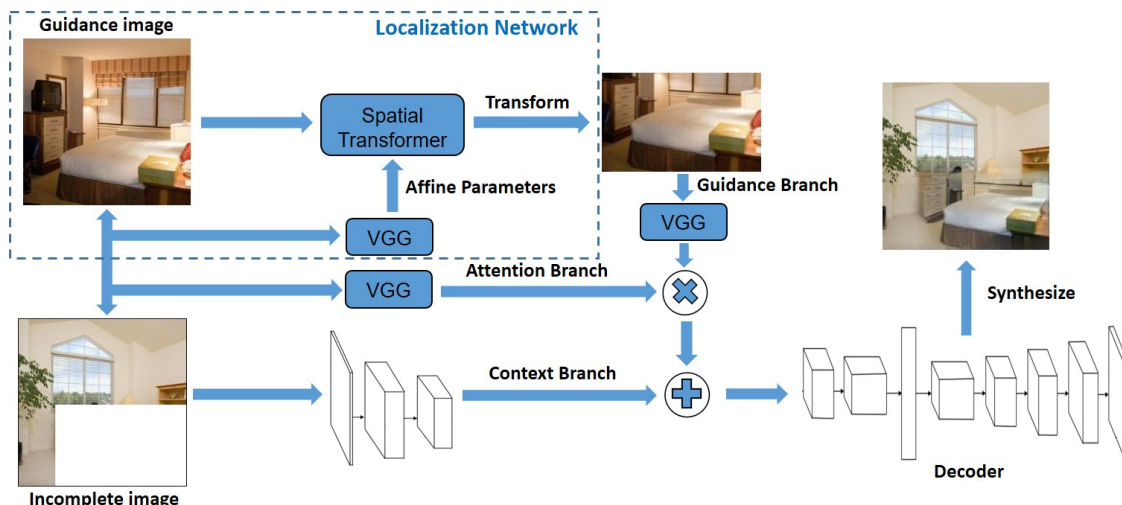 Guidance image
Localization Network
Spatial
Transformer
Transform
Affine Parameters
VGG
Guidance Branch
VGG
VGG
Attention Branch
Synthesize
Context Branch
Decoder
Incomplete image